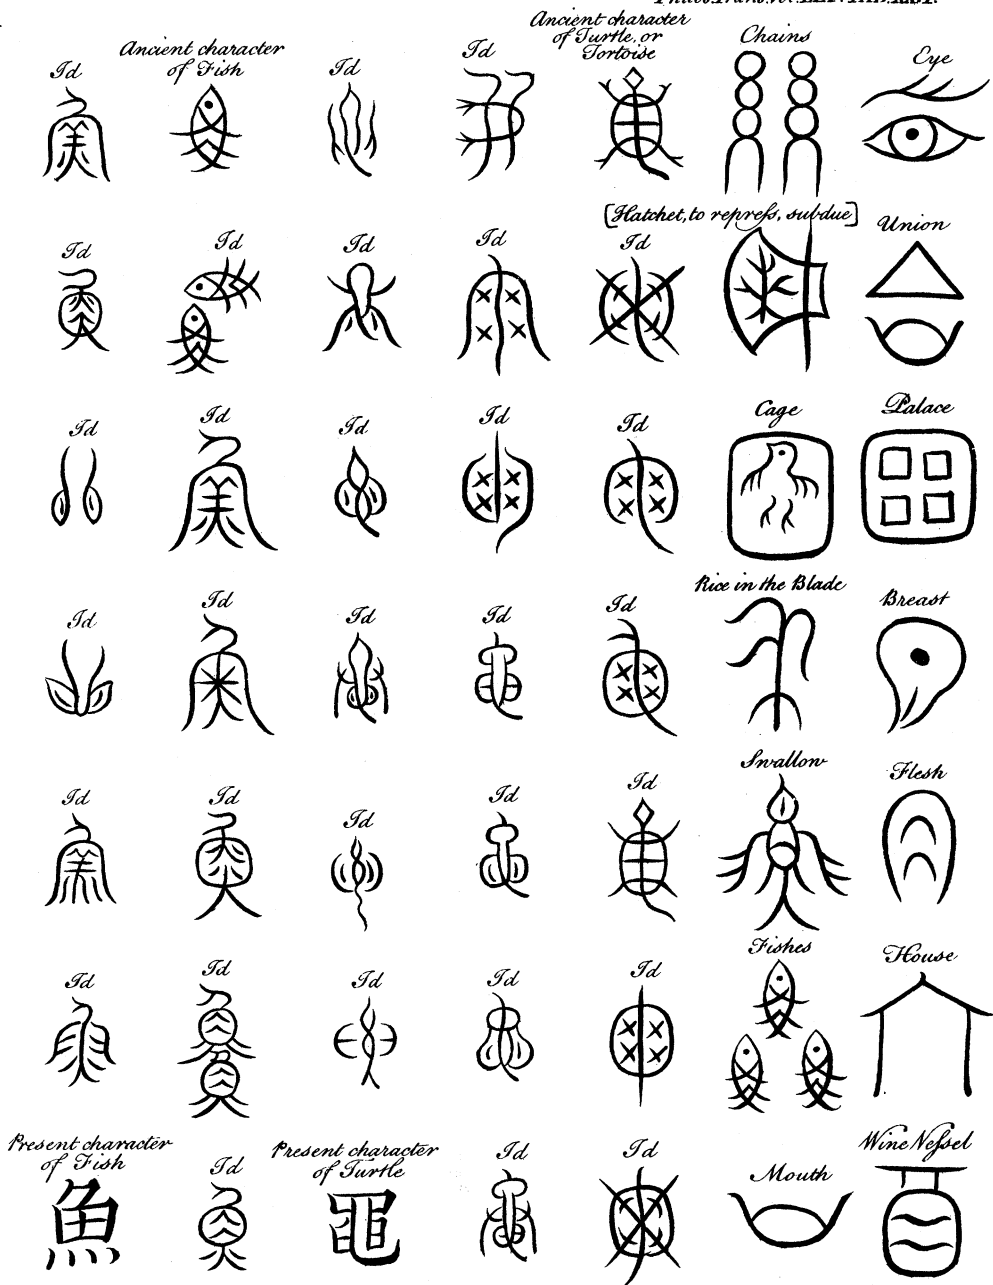 Ancient character
of Turtle, or
Tortoise
Ancient character
of Fish
Id
Id
Id
Chains
Eye
[Hatchet, to repress, subdue]
Id
Id
Id
Id
Id
Union
Id
Id
Id
Id
Id
Cage
Palace
Id
Id
Id
Id
Id
Rice in the Blade
Breast
Id
Id
Id
Id
Id
Swallow
Flesh
Id
Id
Id
Id
Id
Fishes
House
Present character
of Fish
魚
Id
Present character
of Turtle
黽
Id
Id
Mouth
Wine Vessel